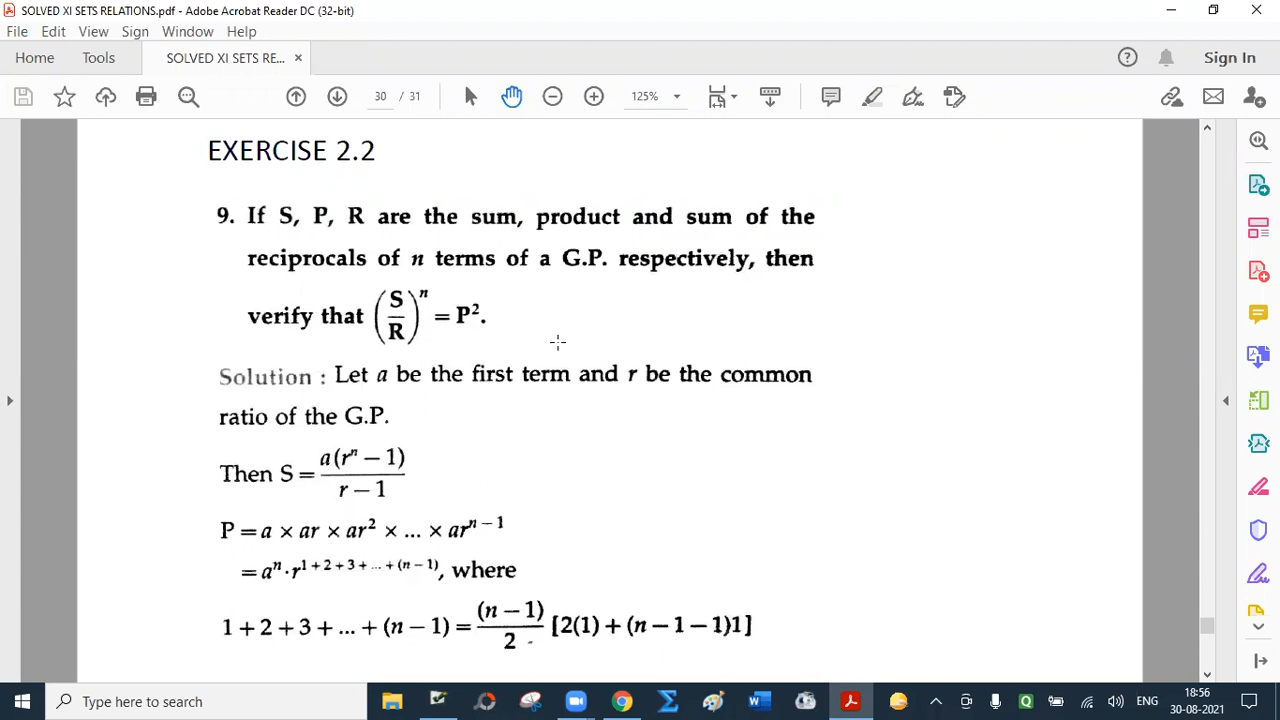 SOLVED XI SETS RELATIONS.pdf - Adobe Acrobat Reader DC (32-bit)
File Edit View Sign Window Help
Home Tools SOLVED XI SETS RE... × Sign In
30 / 31 125%
EXERCISE 2.2
9. If S, P, R are the sum, product and sum of the
reciprocals of n terms of a G.P. respectively, then
verify that (S/R)^n = P².
Solution : Let a be the first term and r be the common
ratio of the G.P.
Then S = a(r^n − 1) / r − 1
P = a × ar × ar² × ... × ar^(n − 1)
= a^n · r^(1 + 2 + 3 + ... + (n − 1)), where
1 + 2 + 3 + ... + (n − 1) = (n − 1)/2 [2(1) + (n − 1 − 1)1]
Type here to search
ENG 18:56
30-08-2021